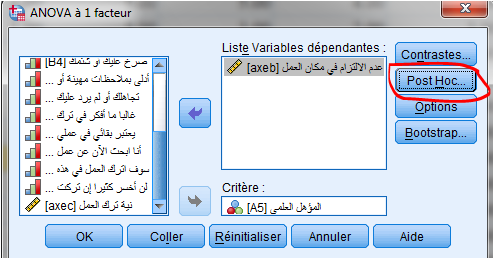 ANOVA à 1 facteur
Liste Variables dépendantes :
صرخ عليك أو شتمك [B4]
أدلى بملاحظات مهينة أو ...
تجاهلك أو لم يرد عليك ...
غالبا ما أفكر في ترك ...
يعتبر بقائي في عملي ...
أنا ابحث الآن عن عمل ...
سوف اترك العمل في هذه ...
لن أخسر كثيرا إن تركت ...
نية ترك العمل [axec]
عدم الالتزام في مكان العمل [axeb]
Critère :
المؤهل العلمي [A5]
Contrastes...
Post Hoc...
Options
Bootstrap...
OK
Coller
Réinitialiser
Annuler
Aide